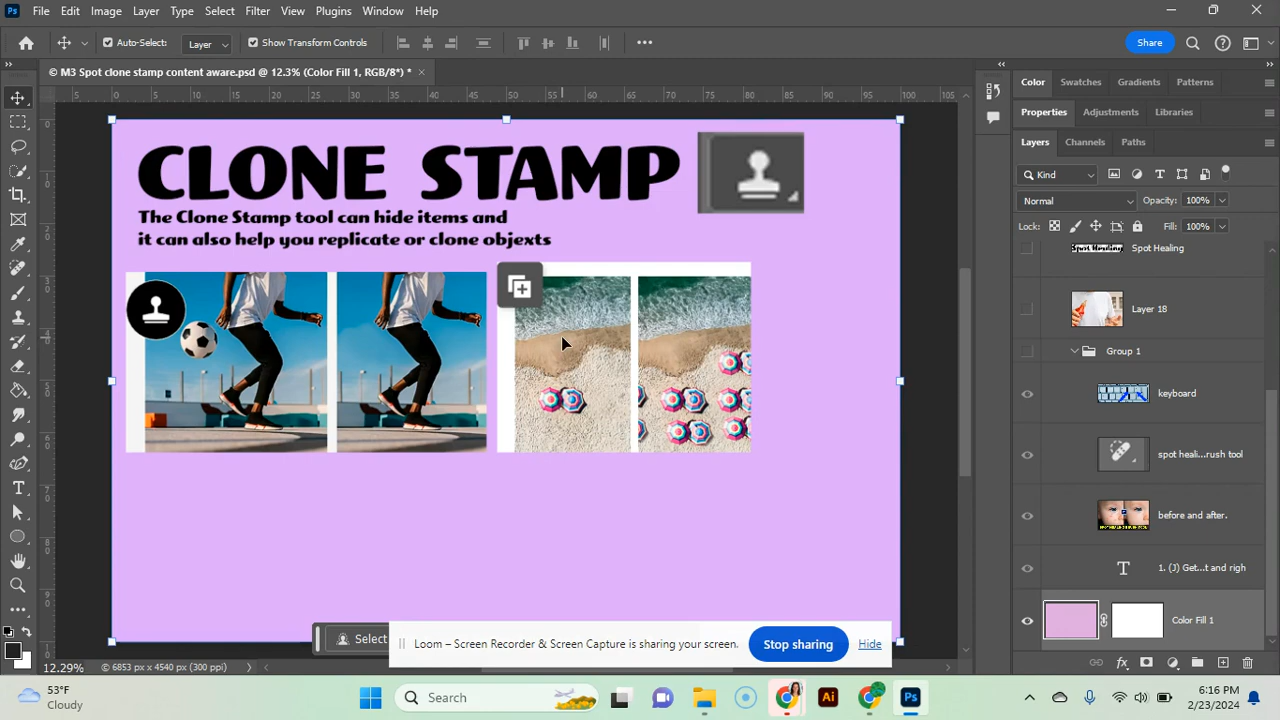 Ps File Edit Image Layer Type Select Filter View Plugins Window Help
Auto-Select: Layer Show Transform Controls Share
© M3 Spot clone stamp content aware.psd @ 12.3% (Color Fill 1, RGB/8*) *
Color Swatches Gradients Patterns
Properties Adjustments Libraries
Layers Channels Paths
Kind
Normal Opacity: 100%
Lock: Fill: 100%
Spot Healing
Layer 18
Group 1
keyboard
spot heali...rush tool
before and after.
T 1. (J) Get...t and righ
Color Fill 1
CLONE STAMP
The Clone Stamp tool can hide items and
it can also help you replicate or clone objexts
Select
Loom – Screen Recorder & Screen Capture is sharing your screen. Stop sharing Hide
12.29% © 6853 px x 4540 px (300 ppi)
53°F
Cloudy
Search
Ai
Ps
6:16 PM
2/23/2024